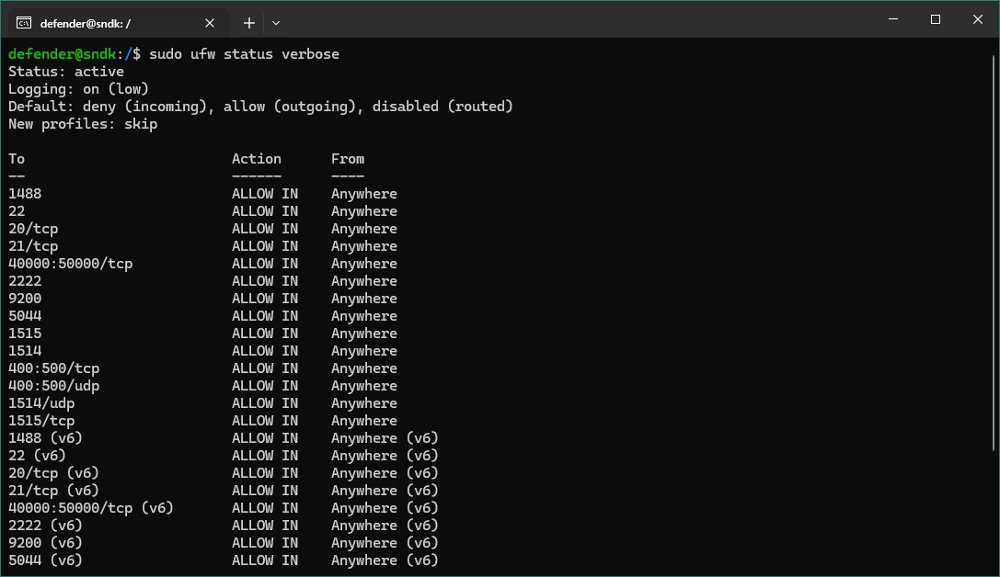 defender@sndk: /
defender@sndk:/$ sudo ufw status verbose
Status: active
Logging: on (low)
Default: deny (incoming), allow (outgoing), disabled (routed)
New profiles: skip
To                         Action      From
--                         ------      ----
1488                       ALLOW IN    Anywhere
22                         ALLOW IN    Anywhere
20/tcp                     ALLOW IN    Anywhere
21/tcp                     ALLOW IN    Anywhere
40000:50000/tcp            ALLOW IN    Anywhere
2222                       ALLOW IN    Anywhere
9200                       ALLOW IN    Anywhere
5044                       ALLOW IN    Anywhere
1515                       ALLOW IN    Anywhere
1514                       ALLOW IN    Anywhere
400:500/tcp                ALLOW IN    Anywhere
400:500/udp                ALLOW IN    Anywhere
1514/udp                   ALLOW IN    Anywhere
1515/tcp                   ALLOW IN    Anywhere
1488 (v6)                  ALLOW IN    Anywhere (v6)
22 (v6)                    ALLOW IN    Anywhere (v6)
20/tcp (v6)                ALLOW IN    Anywhere (v6)
21/tcp (v6)                ALLOW IN    Anywhere (v6)
40000:50000/tcp (v6)       ALLOW IN    Anywhere (v6)
2222 (v6)                  ALLOW IN    Anywhere (v6)
9200 (v6)                  ALLOW IN    Anywhere (v6)
5044 (v6)                  ALLOW IN    Anywhere (v6)